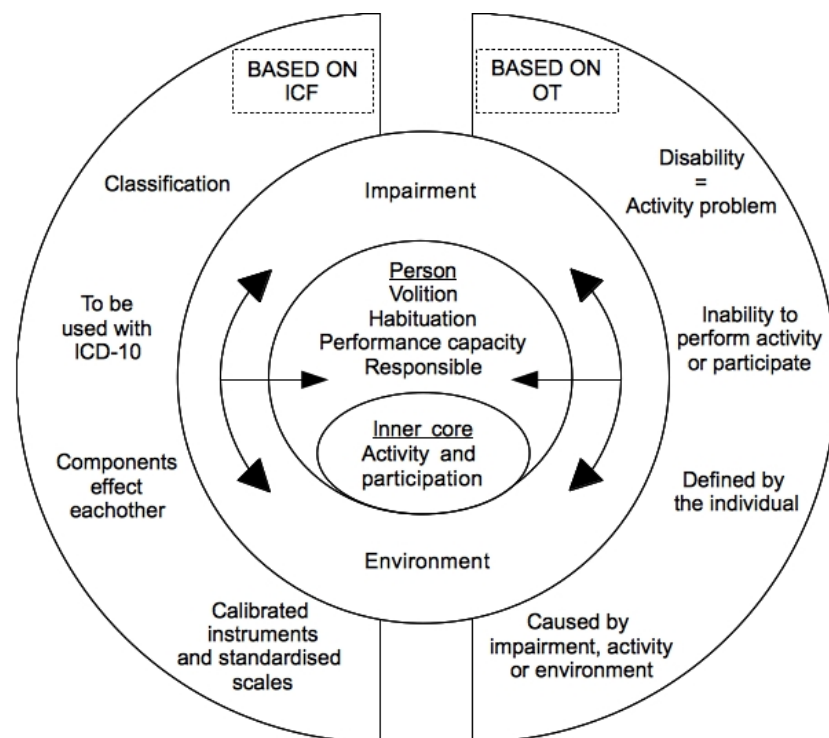 BASED ON
ICF
BASED ON
OT
Classification
To be
used with
ICD-10
Components
effect
eachother
Calibrated
instruments
and standardised
scales
Impairment
Person
Volition
Habituation
Performance capacity
Responsible
Inner core
Activity and
participation
Environment
Disability
=
Activity problem
Inability to
perform activity
or participate
Defined by
the individual
Caused by
impairment, activity
or environment